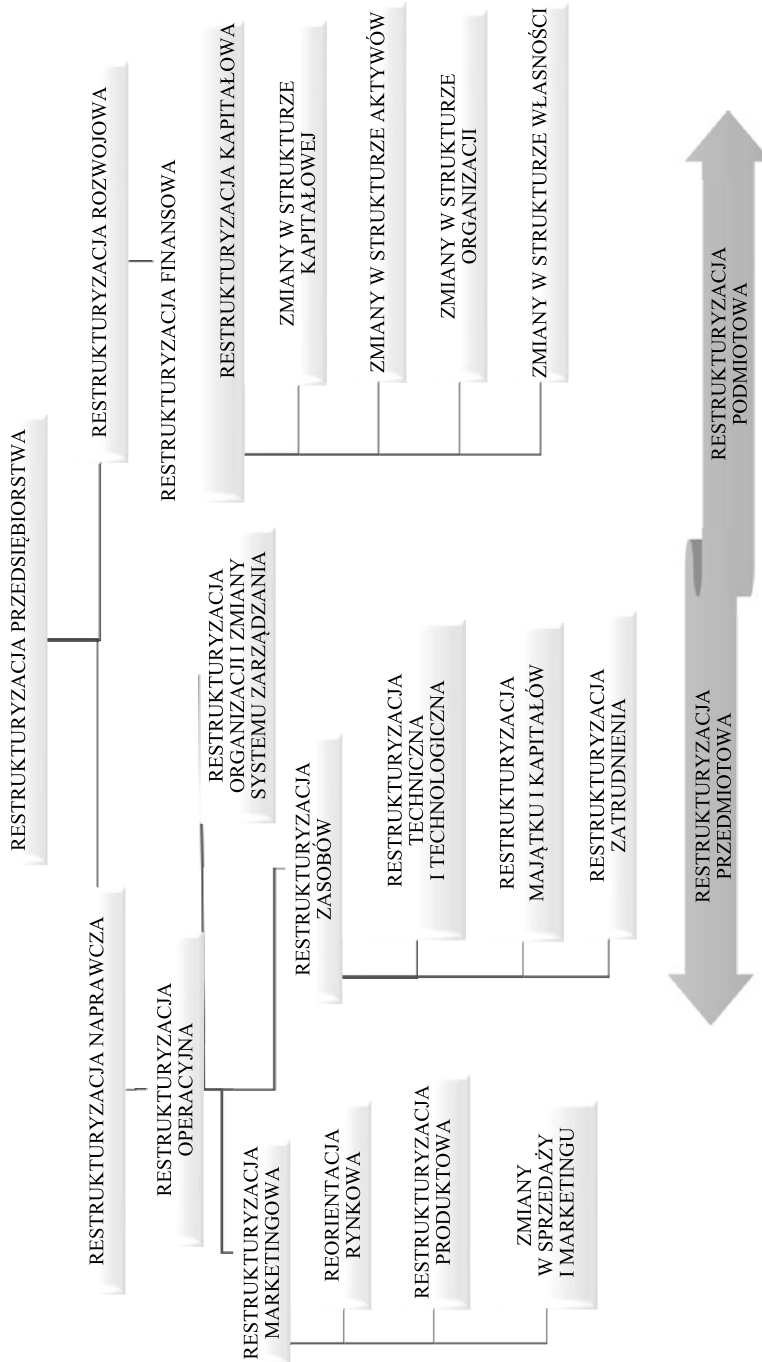 RESTRUKTURYZACJA PRZEDSIĘBIORSTWA
RESTRUKTURYZACJA NAPRAWCZA
RESTRUKTURYZACJA
OPERACYJNA
RESTRUKTURYZACJA
MARKETINGOWA
REORIENTACJA
RYNKOWA
RESTRUKTURYZACJA
PRODUKTOWA
ZMIANY
W SPRZEDAŻY
I MARKETINGU
RESTRUKTURYZACJA
ZASOBÓW
RESTRUKTURYZACJA
TECHNICZNA
I TECHNOLOGICZNA
RESTRUKTURYZACJA
MAJĄTKU I KAPITAŁÓW
RESTRUKTURYZACJA
ZATRUDNIENIA
RESTRUKTURYZACJA
ORGANIZACJI I ZMIANY
SYSTEMU ZARZĄDZANIA
RESTRUKTURYZACJA ROZWOJOWA
RESTRUKTURYZACJA FINANSOWA
RESTRUKTURYZACJA KAPITAŁOWA
ZMIANY W STRUKTURZE
KAPITAŁOWEJ
ZMIANY W STRUKTURZE AKTYWÓW
ZMIANY W STRUKTURZE
ORGANIZACJI
ZMIANY W STRUKTURZE WŁASNOŚCI
RESTRUKTURYZACJA
PRZEDMIOTOWA
RESTRUKTURYZACJA
PODMIOTOWA